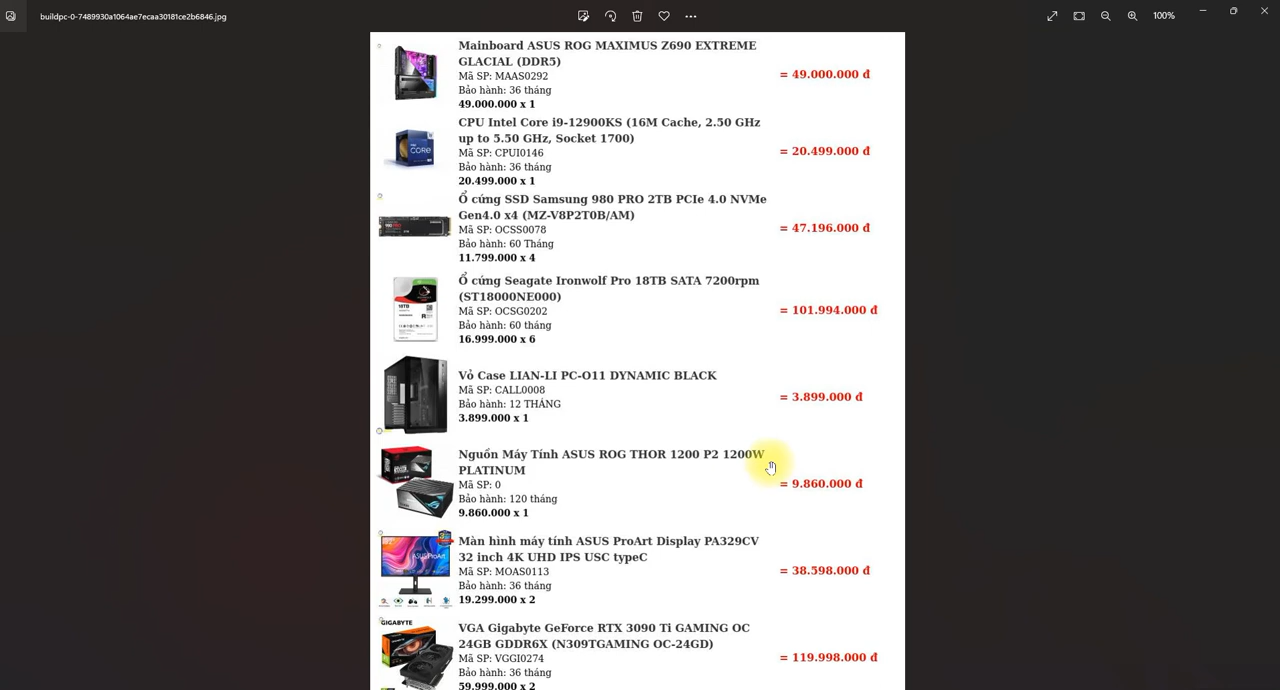 buildpc-0-7489930a1064ae7ecaa30181ce2b6846.jpg
100%
Mainboard ASUS ROG MAXIMUS Z690 EXTREME
GLACIAL (DDR5)
Mã SP: MAAS0292
Bảo hành: 36 tháng
49.000.000 x 1
= 49.000.000 đ
CPU Intel Core i9-12900KS (16M Cache, 2.50 GHz
up to 5.50 GHz, Socket 1700)
Mã SP: CPUI0146
Bảo hành: 36 tháng
20.499.000 x 1
= 20.499.000 đ
Ổ cứng SSD Samsung 980 PRO 2TB PCIe 4.0 NVMe
Gen4.0 x4 (MZ-V8P2T0B/AM)
Mã SP: OCSS0078
Bảo hành: 60 Tháng
11.799.000 x 4
= 47.196.000 đ
Ổ cứng Seagate Ironwolf Pro 18TB SATA 7200rpm
(ST18000NE000)
Mã SP: OCSG0202
Bảo hành: 60 tháng
16.999.000 x 6
= 101.994.000 đ
18TB
Vỏ Case LIAN-LI PC-O11 DYNAMIC BLACK
Mã SP: CALL0008
Bảo hành: 12 THÁNG
3.899.000 x 1
= 3.899.000 đ
Nguồn Máy Tính ASUS ROG THOR 1200 P2 1200W
PLATINUM
Mã SP: 0
Bảo hành: 120 tháng
9.860.000 x 1
= 9.860.000 đ
Màn hình máy tính ASUS ProArt Display PA329CV
32 inch 4K UHD IPS USC typeC
Mã SP: MOAS0113
Bảo hành: 36 tháng
19.299.000 x 2
= 38.598.000 đ
ASUS ProArt
GIGABYTE
VGA Gigabyte GeForce RTX 3090 Ti GAMING OC
24GB GDDR6X (N309TGAMING OC-24GD)
Mã SP: VGGI0274
Bảo hành: 36 tháng
59.999.000 x 2
= 119.998.000 đ